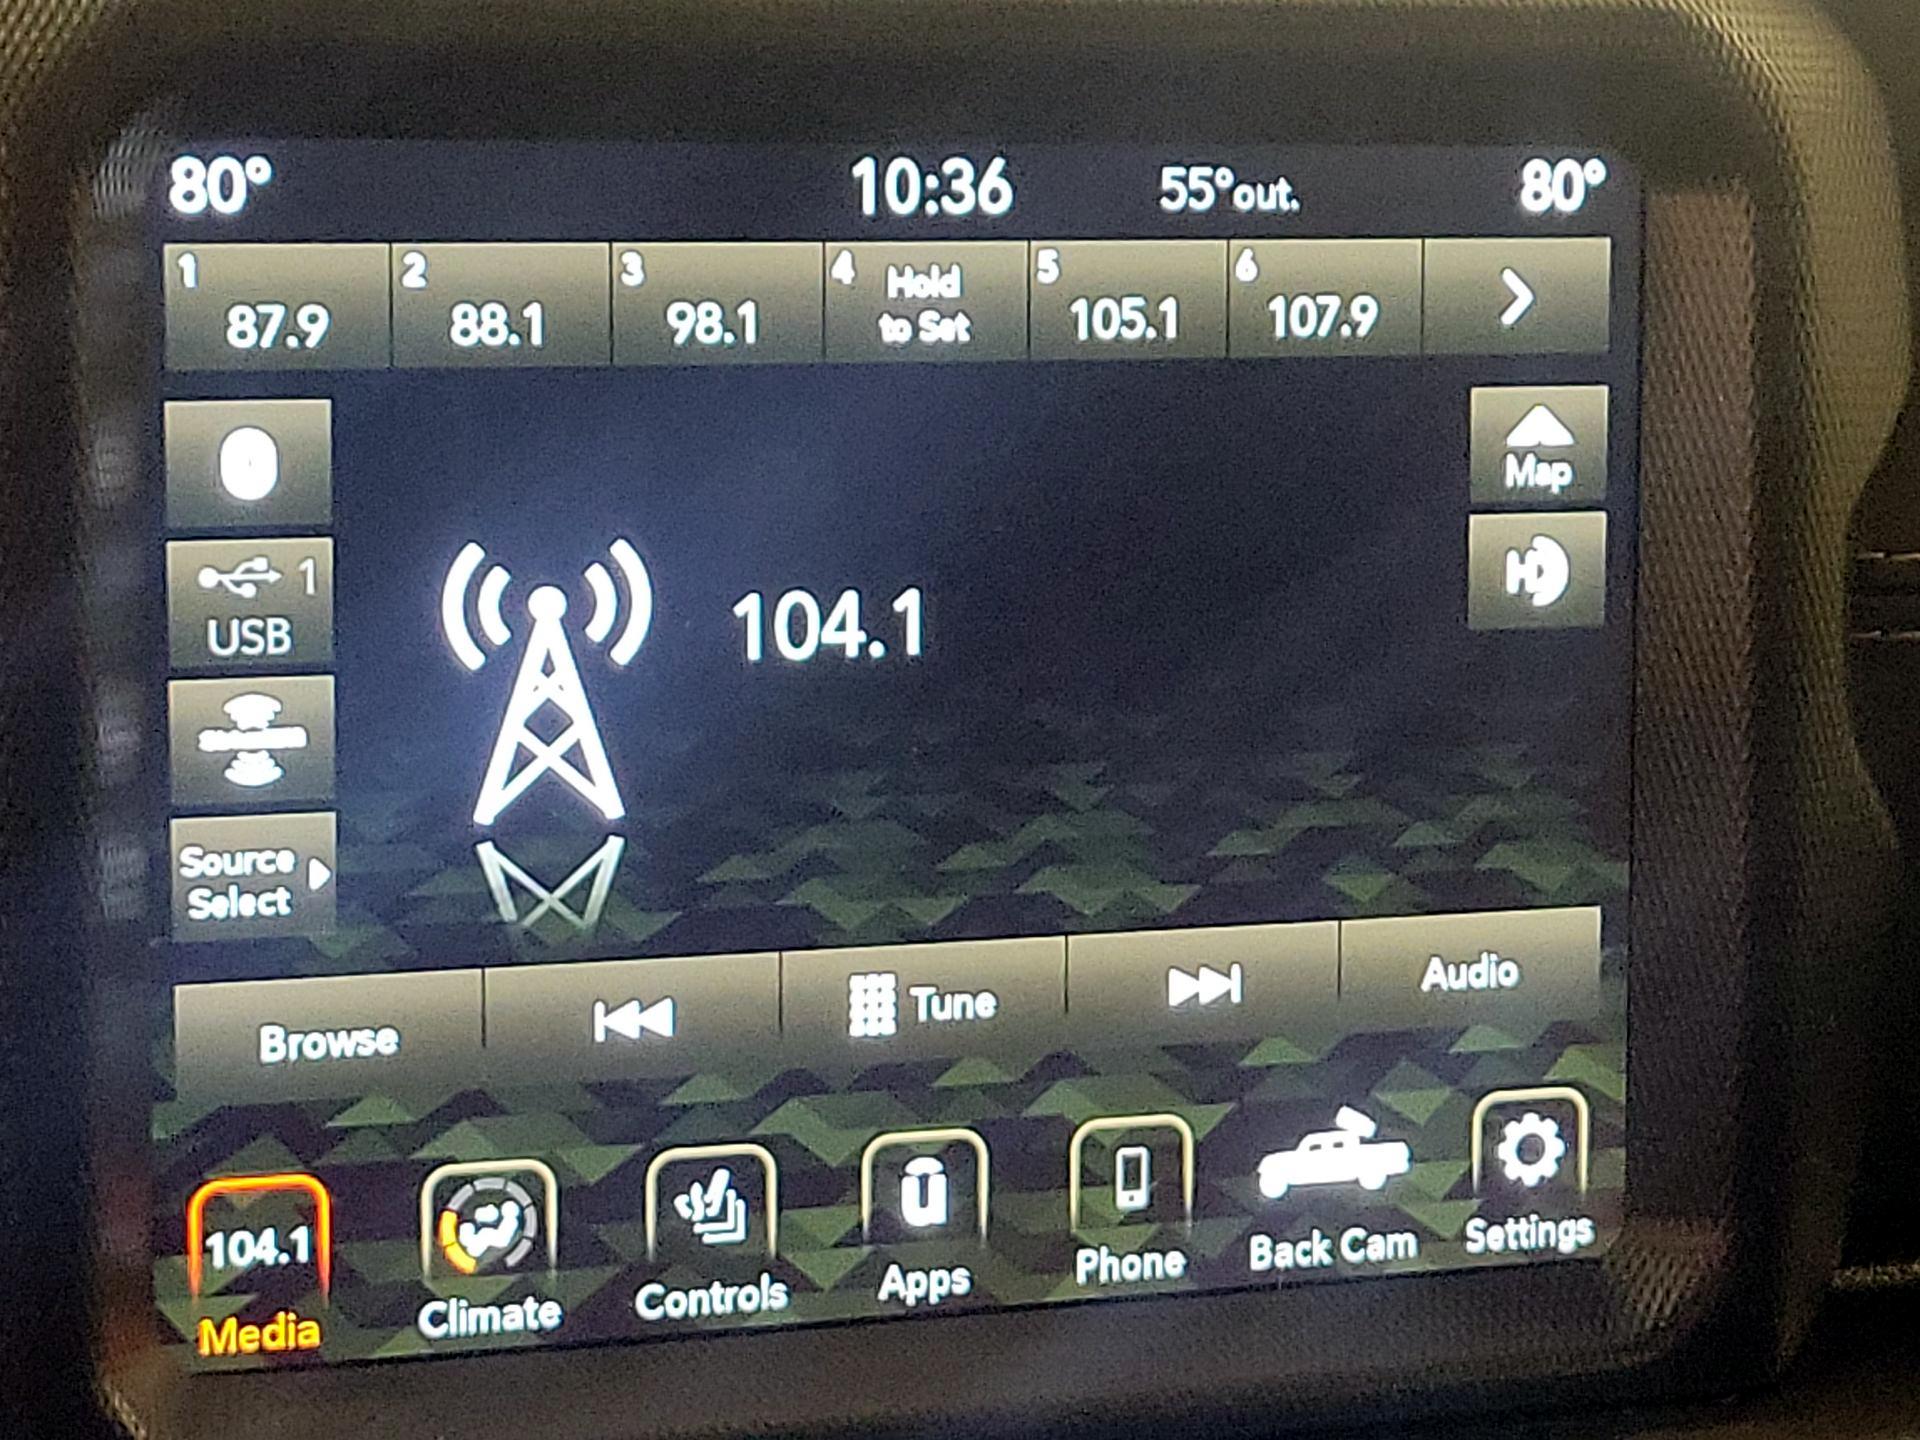 80° 10:36 55°out. 80°
1 87.9
2 88.1
3 98.1
4 Hold
to Set
5 105.1
6 107.9
Map
1
USB
104.1
Source
Select
Browse
Tune
Audio
104.1
Media
Climate
Controls
Apps
Phone
Back Cam
Settings